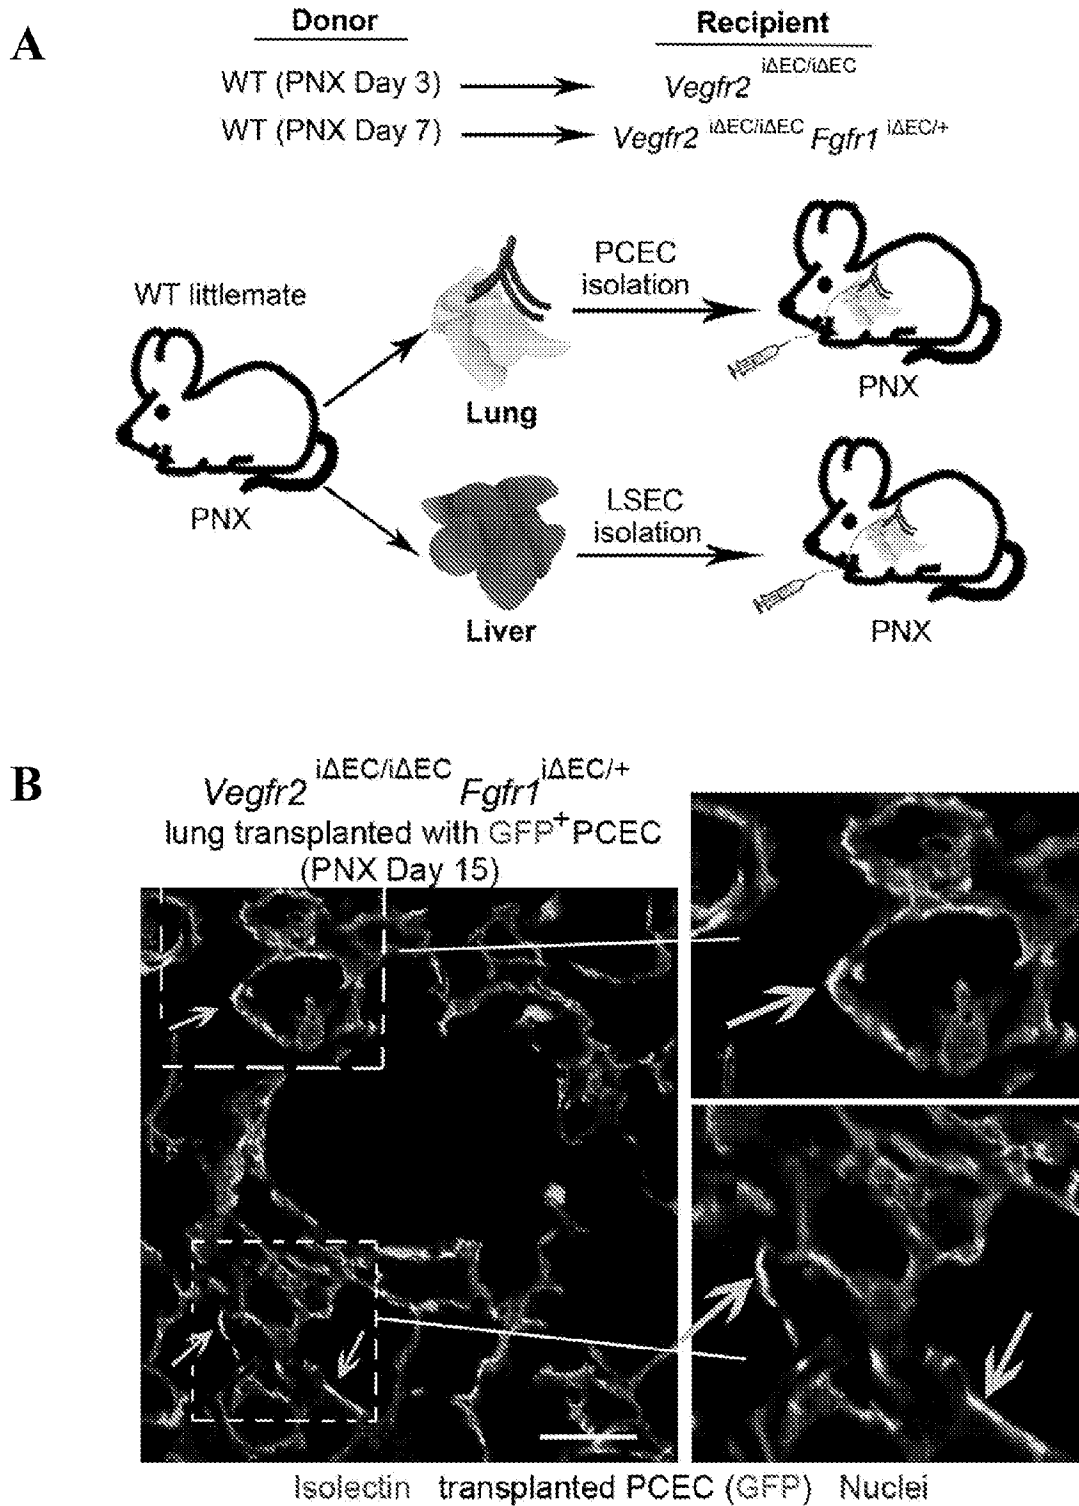 A
Donor Recipient
WT (PNX Day 3) Vegfr2 iΔEC/iΔEC
WT (PNX Day 7) Vegfr2 iΔEC/iΔEC Fgfr1 iΔEC/+
WT littlemate
PNX
Lung
PCEC
isolation
PNX
Liver
LSEC
isolation
PNX
B
Vegfr2 iΔEC/iΔEC Fgfr1 iΔEC/+
lung transplanted with GFP+PCEC
(PNX Day 15)
Isolectin transplanted PCEC (GFP) Nuclei